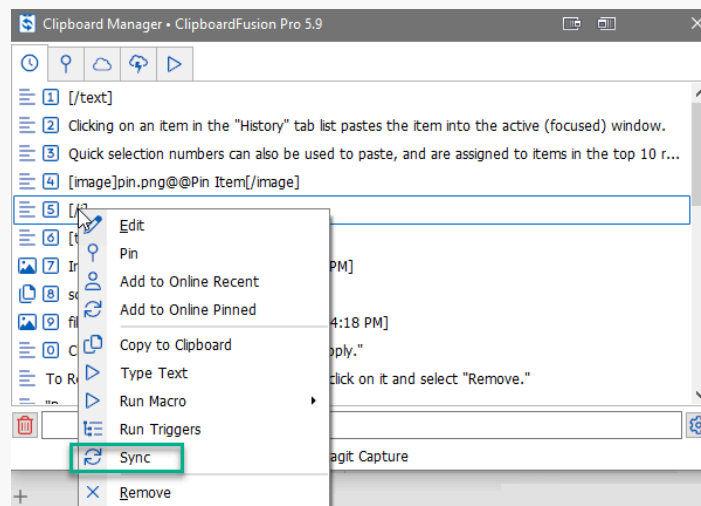 Clipboard Manager • ClipboardFusion Pro 5.9
1 [/text]
2 Clicking on an item in the "History" tab list pastes the item into the active (focused) window.
3 Quick selection numbers can also be used to paste, and are assigned to items in the top 10 r...
4 [image]pin.png@@Pin Item[/image]
5
6 [t
7 PM]
8
9 4:18 PM]
0 pply."
To R click on it and select "Remove."
Edit
Pin
Add to Online Recent
Add to Online Pinned
Copy to Clipboard
Type Text
Run Macro
Run Triggers
Sync
Remove
agit Capture